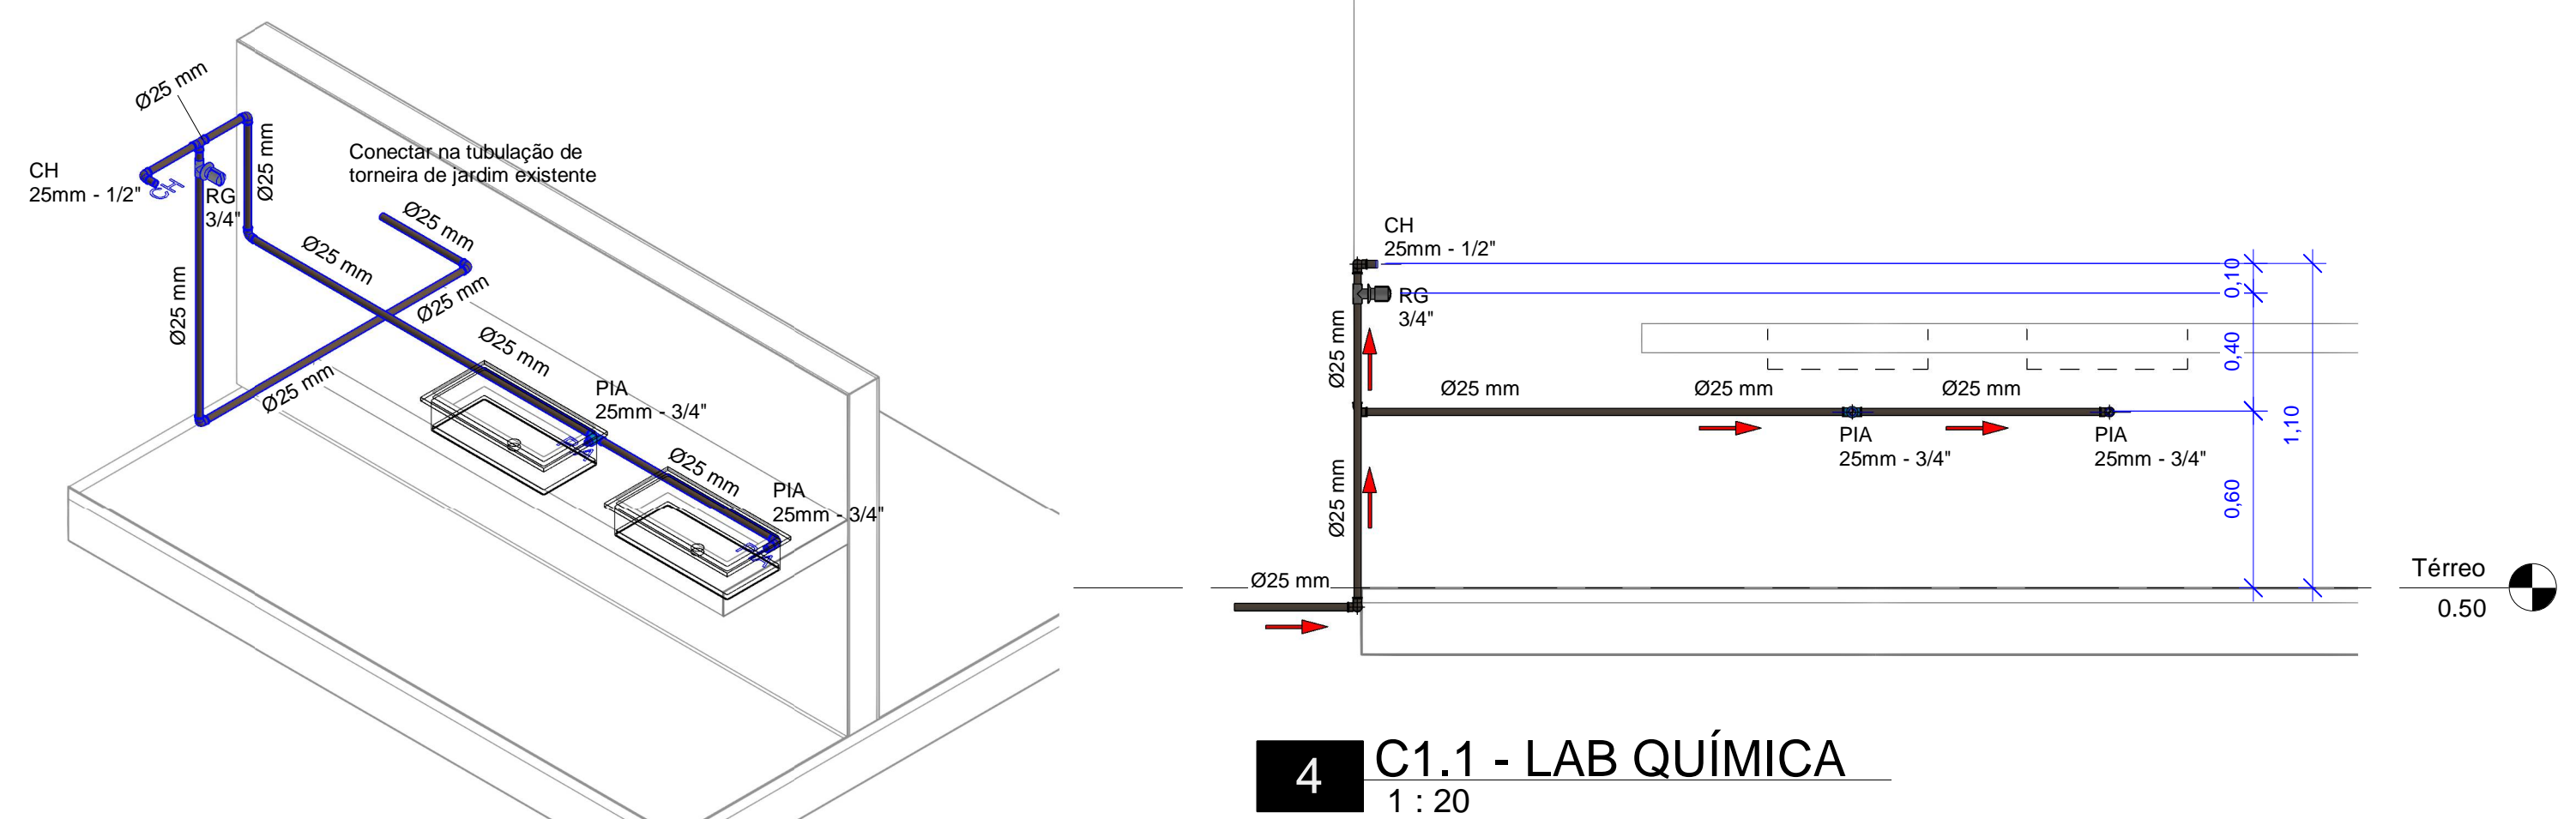 Ø25 mm
CH
25mm - 1/2"
CH
RG
3/4"
Ø25 mm
Conectar na tubulação de
torneira de jardim existente
Ø25 mm
Ø25 mm
Ø25 mm
Ø25 mm
Ø25 mm
Ø25 mm
PIA
25mm - 3/4"
PIA
Ø25 mm
PIA
25mm - 3/4"
PIA
CH
25mm - 1/2"
RG
3/4"
Ø25 mm
Ø25 mm
Ø25 mm
Ø25 mm
PIA
25mm - 3/4"
PIA
25mm - 3/4"
Ø25 mm
Ø25 mm
0,10
0,40
1,10
0,60
Térreo
0.50
4
C1.1 - LAB QUÍMICA
1 : 20